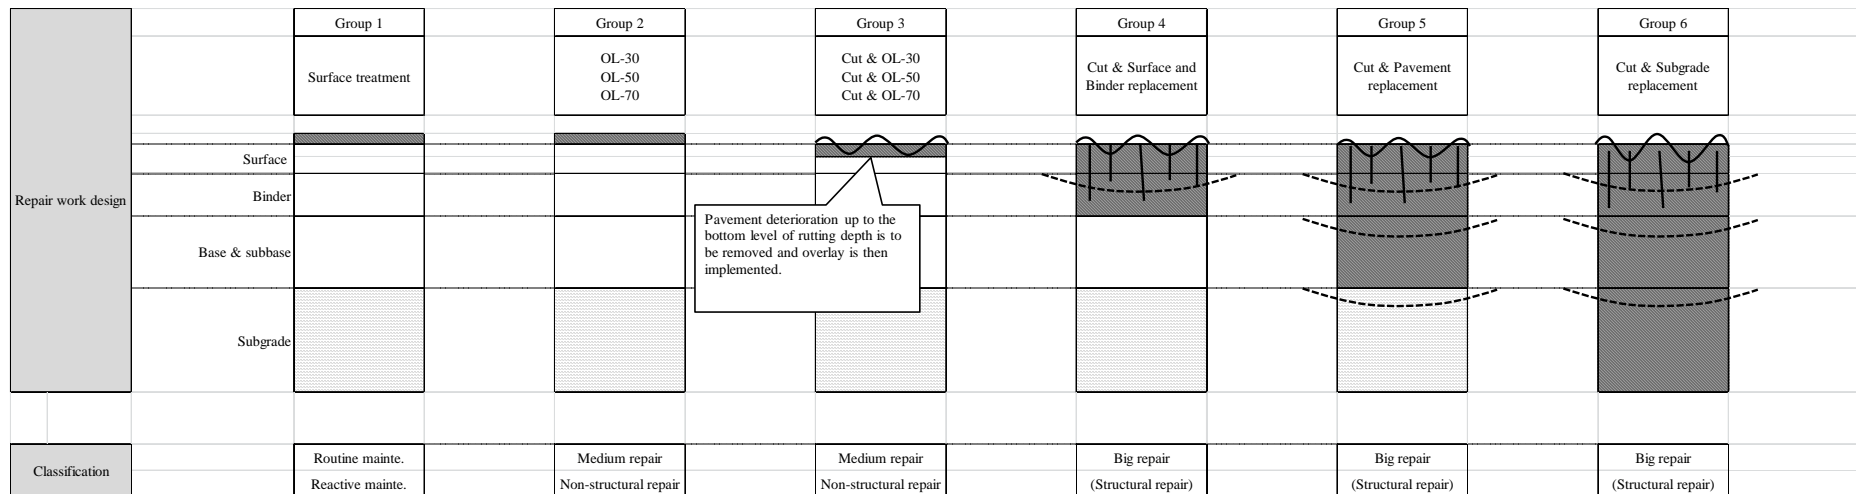 Group 1
Group 2
Group 3
Group 4
Group 5
Group 6
Surface treatment
OL-30
OL-50
OL-70
Cut & OL-30
Cut & OL-50
Cut & OL-70
Cut & Surface and
Binder replacement
Cut & Pavement
replacement
Cut & Subgrade
replacement
Repair work design
Surface
Binder
Base & subbase
Subgrade
Pavement deterioration up to the
bottom level of rutting depth is to
be removed and overlay is then
implemented.
Classification
Routine mainte.
Reactive mainte.
Medium repair
Non-structural repair
Medium repair
Non-structural repair
Big repair
(Structural repair)
Big repair
(Structural repair)
Big repair
(Structural repair)